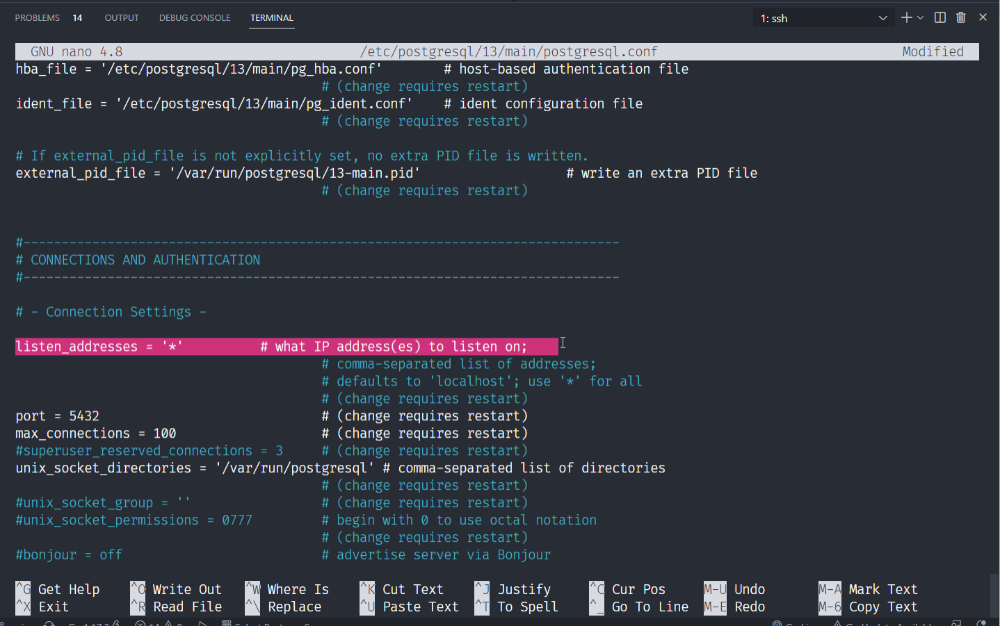 PROBLEMS 14 OUTPUT DEBUG CONSOLE TERMINAL 1: ssh
GNU nano 4.8 /etc/postgresql/13/main/postgresql.conf Modified
hba_file = '/etc/postgresql/13/main/pg_hba.conf' # host-based authentication file
# (change requires restart)
ident_file = '/etc/postgresql/13/main/pg_ident.conf' # ident configuration file
# (change requires restart)
# If external_pid_file is not explicitly set, no extra PID file is written.
external_pid_file = '/var/run/postgresql/13-main.pid' # write an extra PID file
# (change requires restart)
#------------------------------------------------------------------------------
# CONNECTIONS AND AUTHENTICATION
#------------------------------------------------------------------------------
# - Connection Settings -
listen_addresses = '*' # what IP address(es) to listen on;
# comma-separated list of addresses;
# defaults to 'localhost'; use '*' for all
# (change requires restart)
port = 5432 # (change requires restart)
max_connections = 100 # (change requires restart)
#superuser_reserved_connections = 3 # (change requires restart)
unix_socket_directories = '/var/run/postgresql' # comma-separated list of directories
# (change requires restart)
#unix_socket_group = '' # (change requires restart)
#unix_socket_permissions = 0777 # begin with 0 to use octal notation
# (change requires restart)
#bonjour = off # advertise server via Bonjour
^G Get Help ^O Write Out ^W Where Is ^K Cut Text ^J Justify ^C Cur Pos M-U Undo M-A Mark Text
^X Exit ^R Read File ^\ Replace ^U Paste Text ^T To Spell ^_ Go To Line M-E Redo M-6 Copy Text